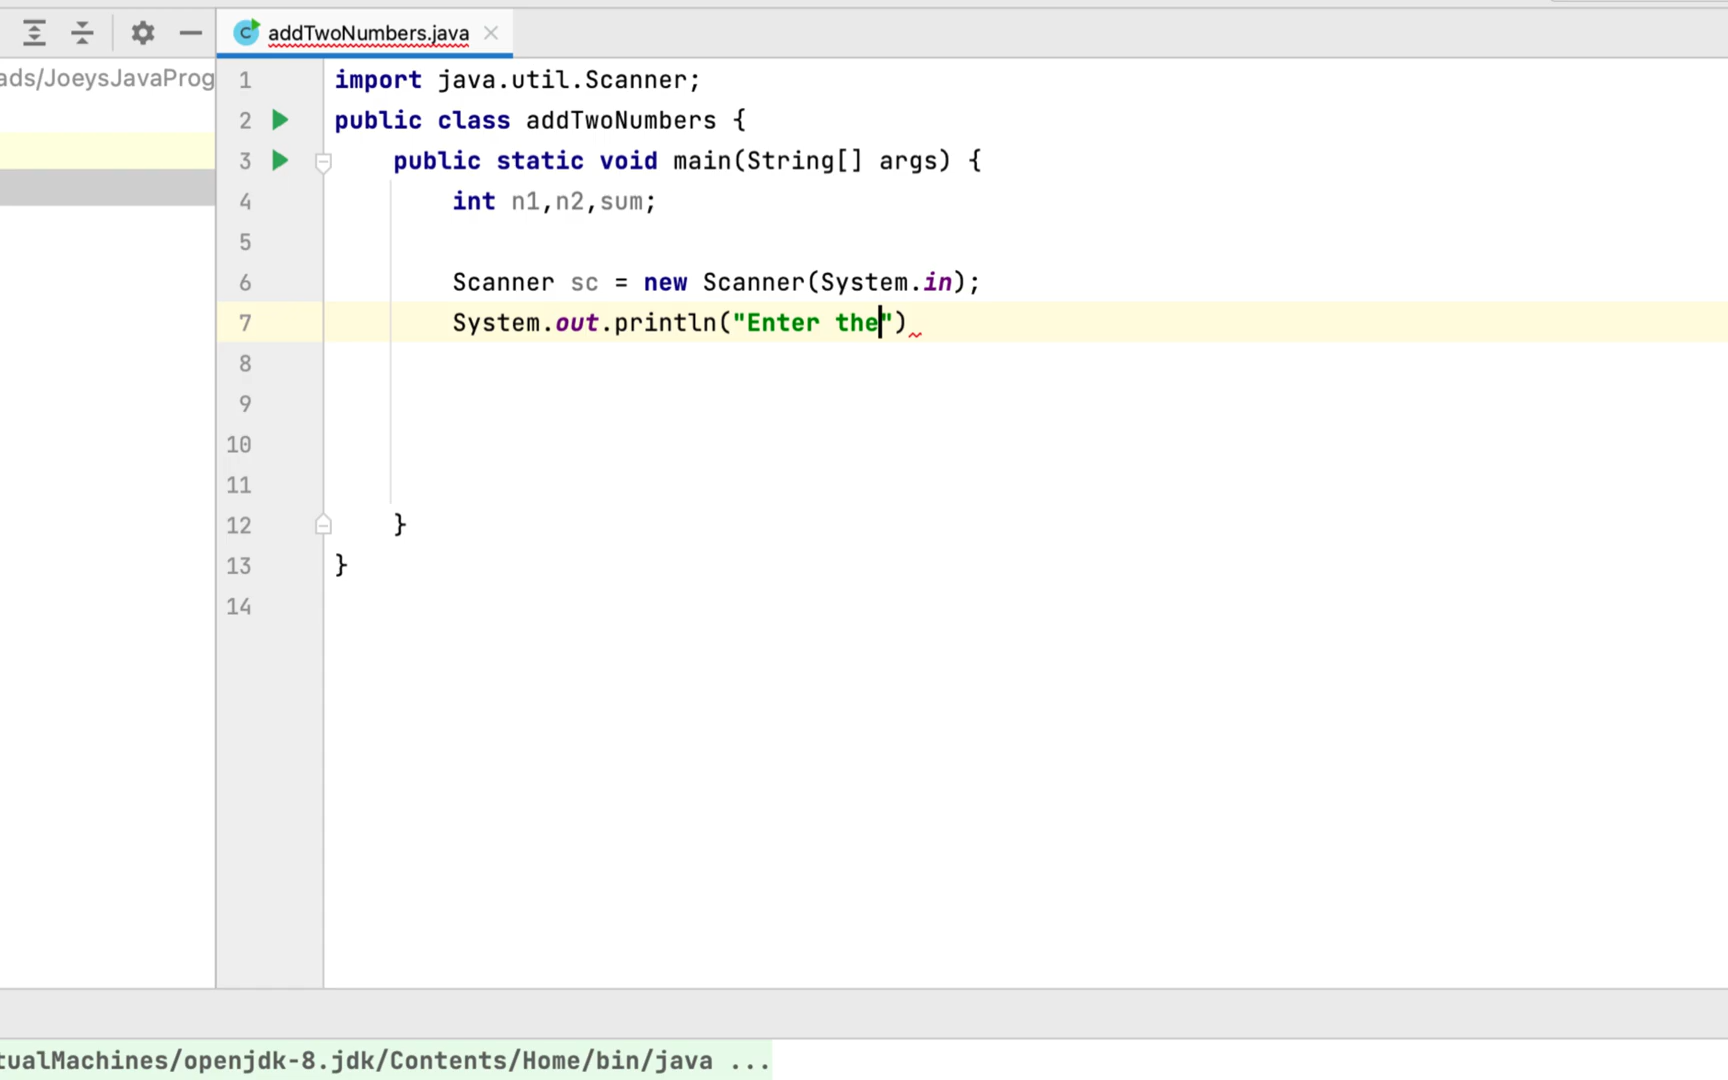 addTwoNumbers.java
ads/JoeysJavaProg
1 import java.util.Scanner;
2 public class addTwoNumbers {
3 public static void main(String[] args) {
4 int n1,n2,sum;
5
6 Scanner sc = new Scanner(System.in);
7 System.out.println("Enter the")
8
9
10
11
12 }
13 }
14
tualMachines/openjdk-8.jdk/Contents/Home/bin/java ...